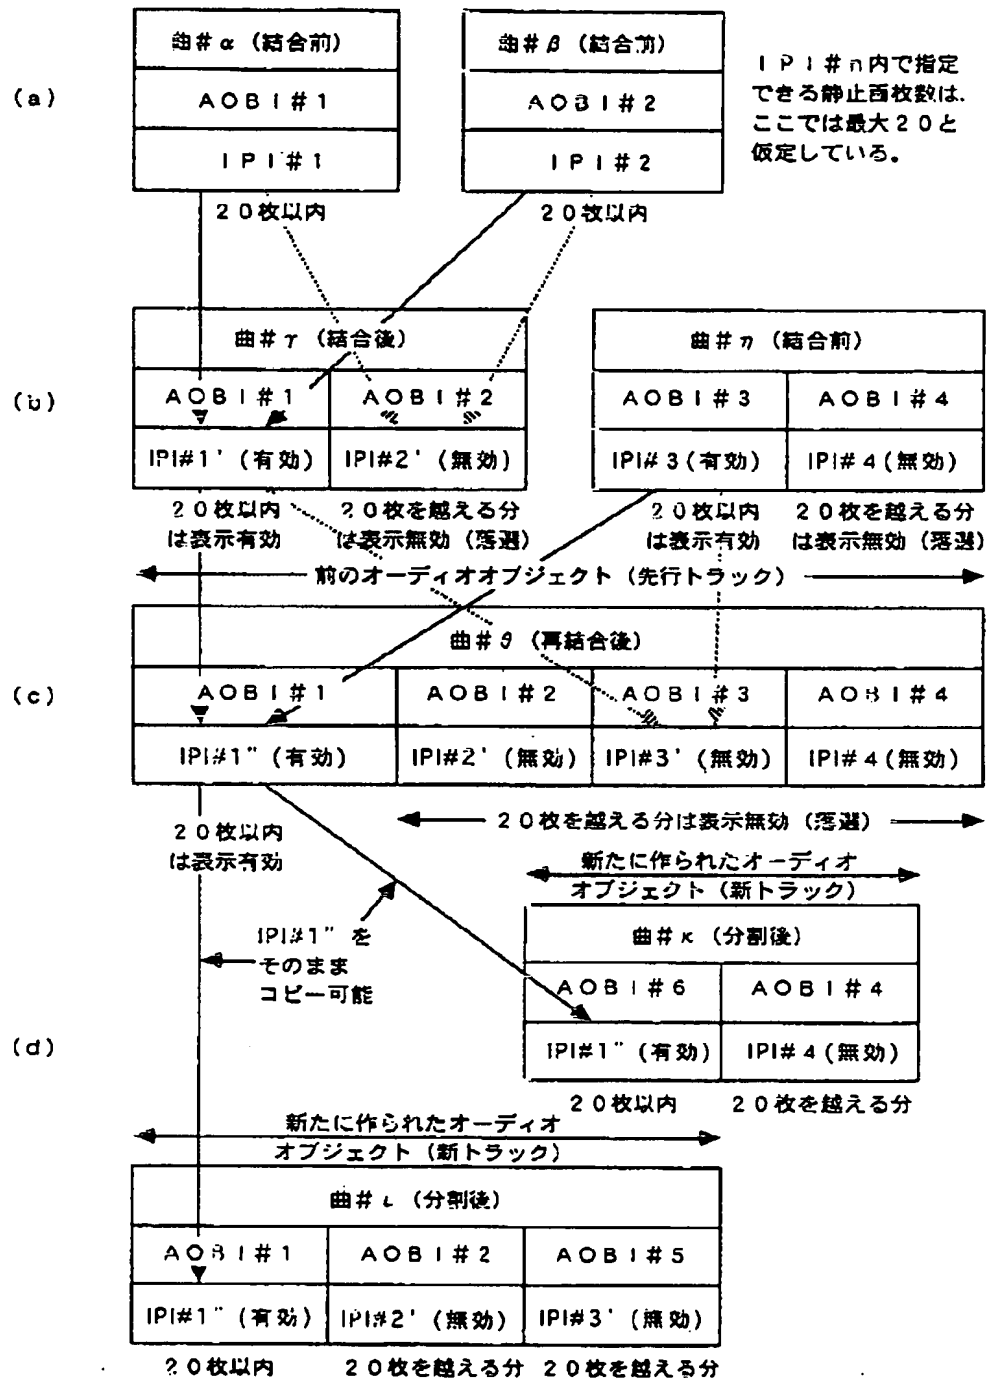 曲＃α（結合前）
曲＃β（結合前）
ＩＰＩ＃ｎ内で指定
できる静止画枚数は、
ここでは最大２０と
仮定している。
（ａ）
ＡＯＢＩ＃１
ＡＯＢＩ＃２
ＩＰＩ＃１
ＩＰＩ＃２
２０枚以内
２０枚以内
曲＃γ（結合後）
曲＃η（結合前）
（ｂ）
ＡＯＢＩ＃１
ＡＯＢＩ＃２
ＡＯＢＩ＃３
ＡＯＢＩ＃４
IPI#1'（有効）
IPI#2'（無効）
IPI#3（有効）
IPI#4（無効）
２０枚以内
は表示有効
２０枚を越える分
は表示無効（落選）
２０枚以内
は表示有効
２０枚を越える分
は表示無効（落選）
前のオーディオオブジェクト（先行トラック）
曲＃θ（再結合後）
（ｃ）
ＡＯＢＩ＃１
ＡＯＢＩ＃２
ＡＯＢＩ＃３
ＡＯＢＩ＃４
IPI#1"（有効）
IPI#2'（無効）
IPI#3'（無効）
IPI#4（無効）
２０枚以内
は表示有効
２０枚を越える分は表示無効（落選）
新たに作られたオーディオ
オブジェクト（新トラック）
IPI#1" を
そのまま
コピー可能
曲＃κ（分割後）
ＡＯＢＩ＃６
ＡＯＢＩ＃４
（ｄ）
IPI#1"（有効）
IPI#4（無効）
２０枚以内
２０枚を越える分
新たに作られたオーディオ
オブジェクト（新トラック）
曲＃ι（分割後）
ＡＯＢＩ＃１
ＡＯＢＩ＃２
ＡＯＢＩ＃５
IPI#1"（有効）
IPI#2'（無効）
IPI#3'（無効）
２０枚以内
２０枚を越える分
２０枚を越える分